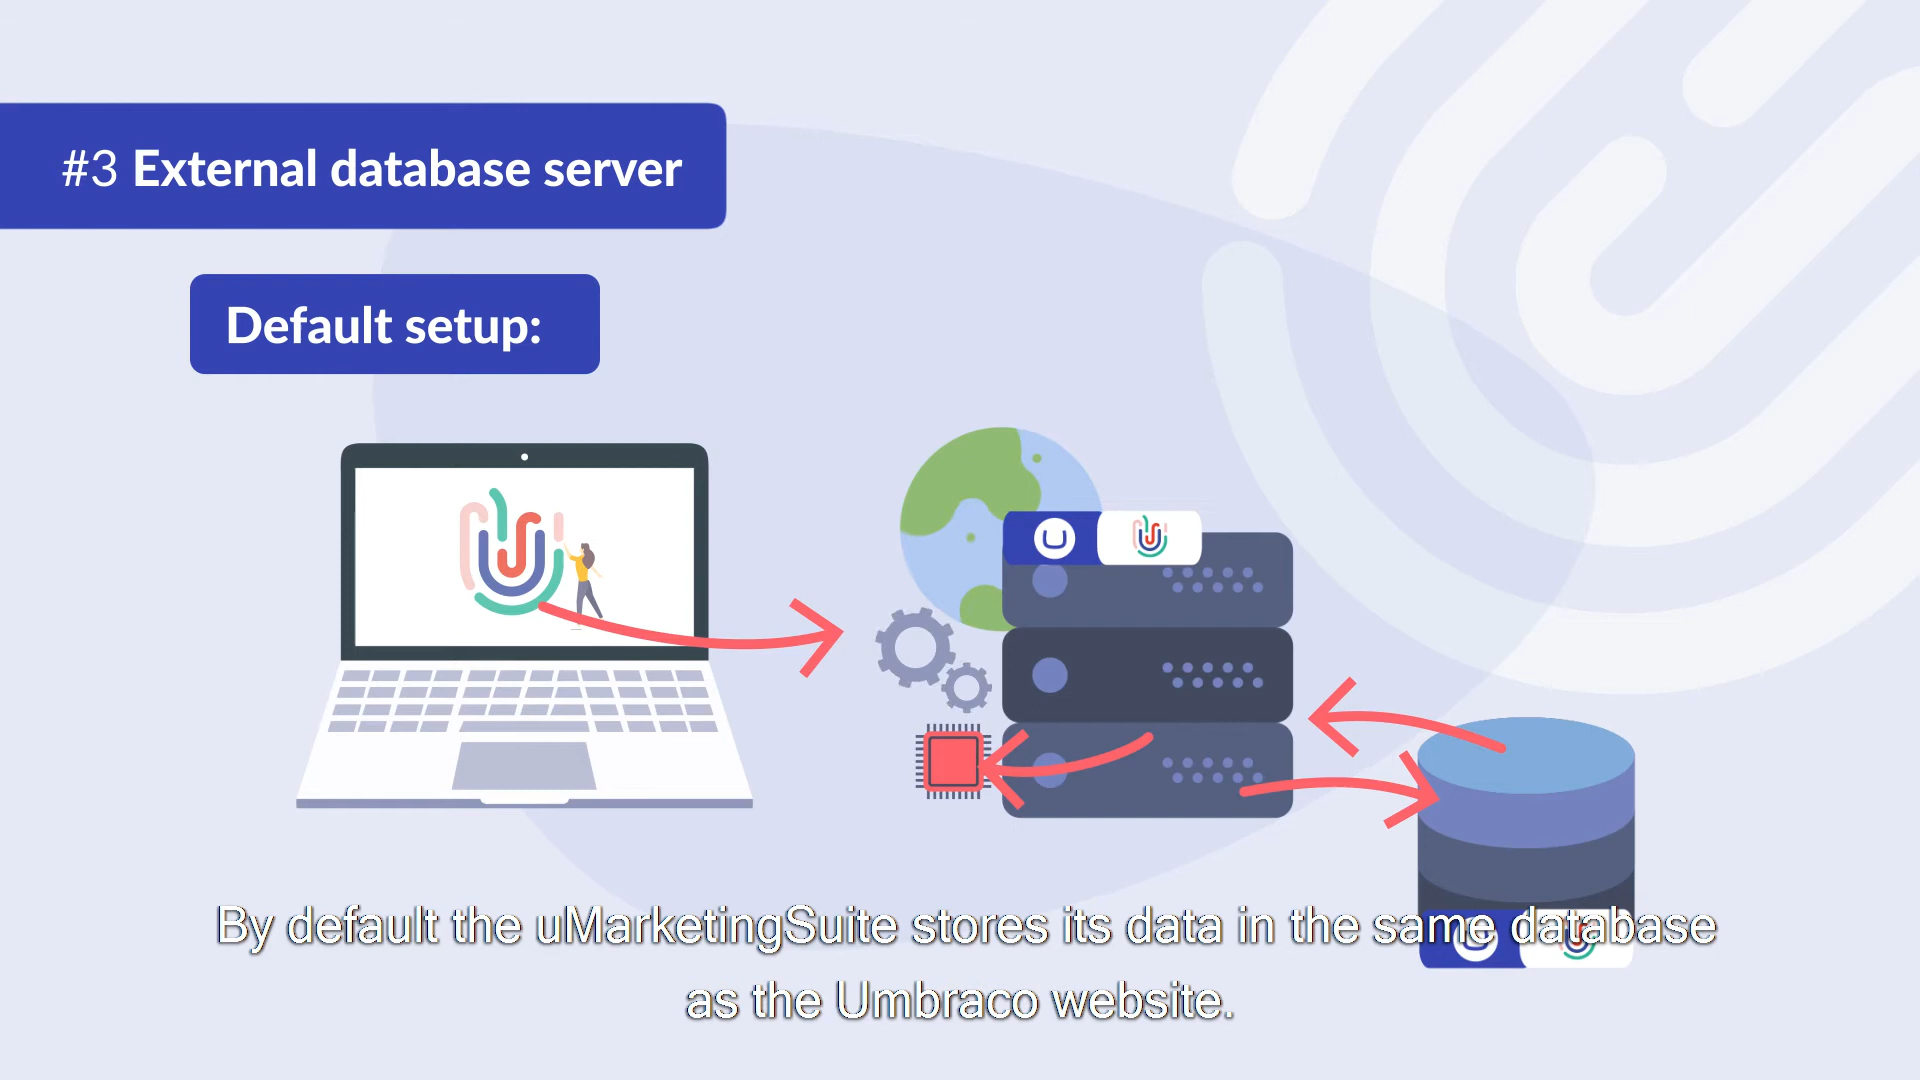 #3 External database server
Default setup:
By default the uMarketingSuite stores its data in the same database
as the Umbraco website.